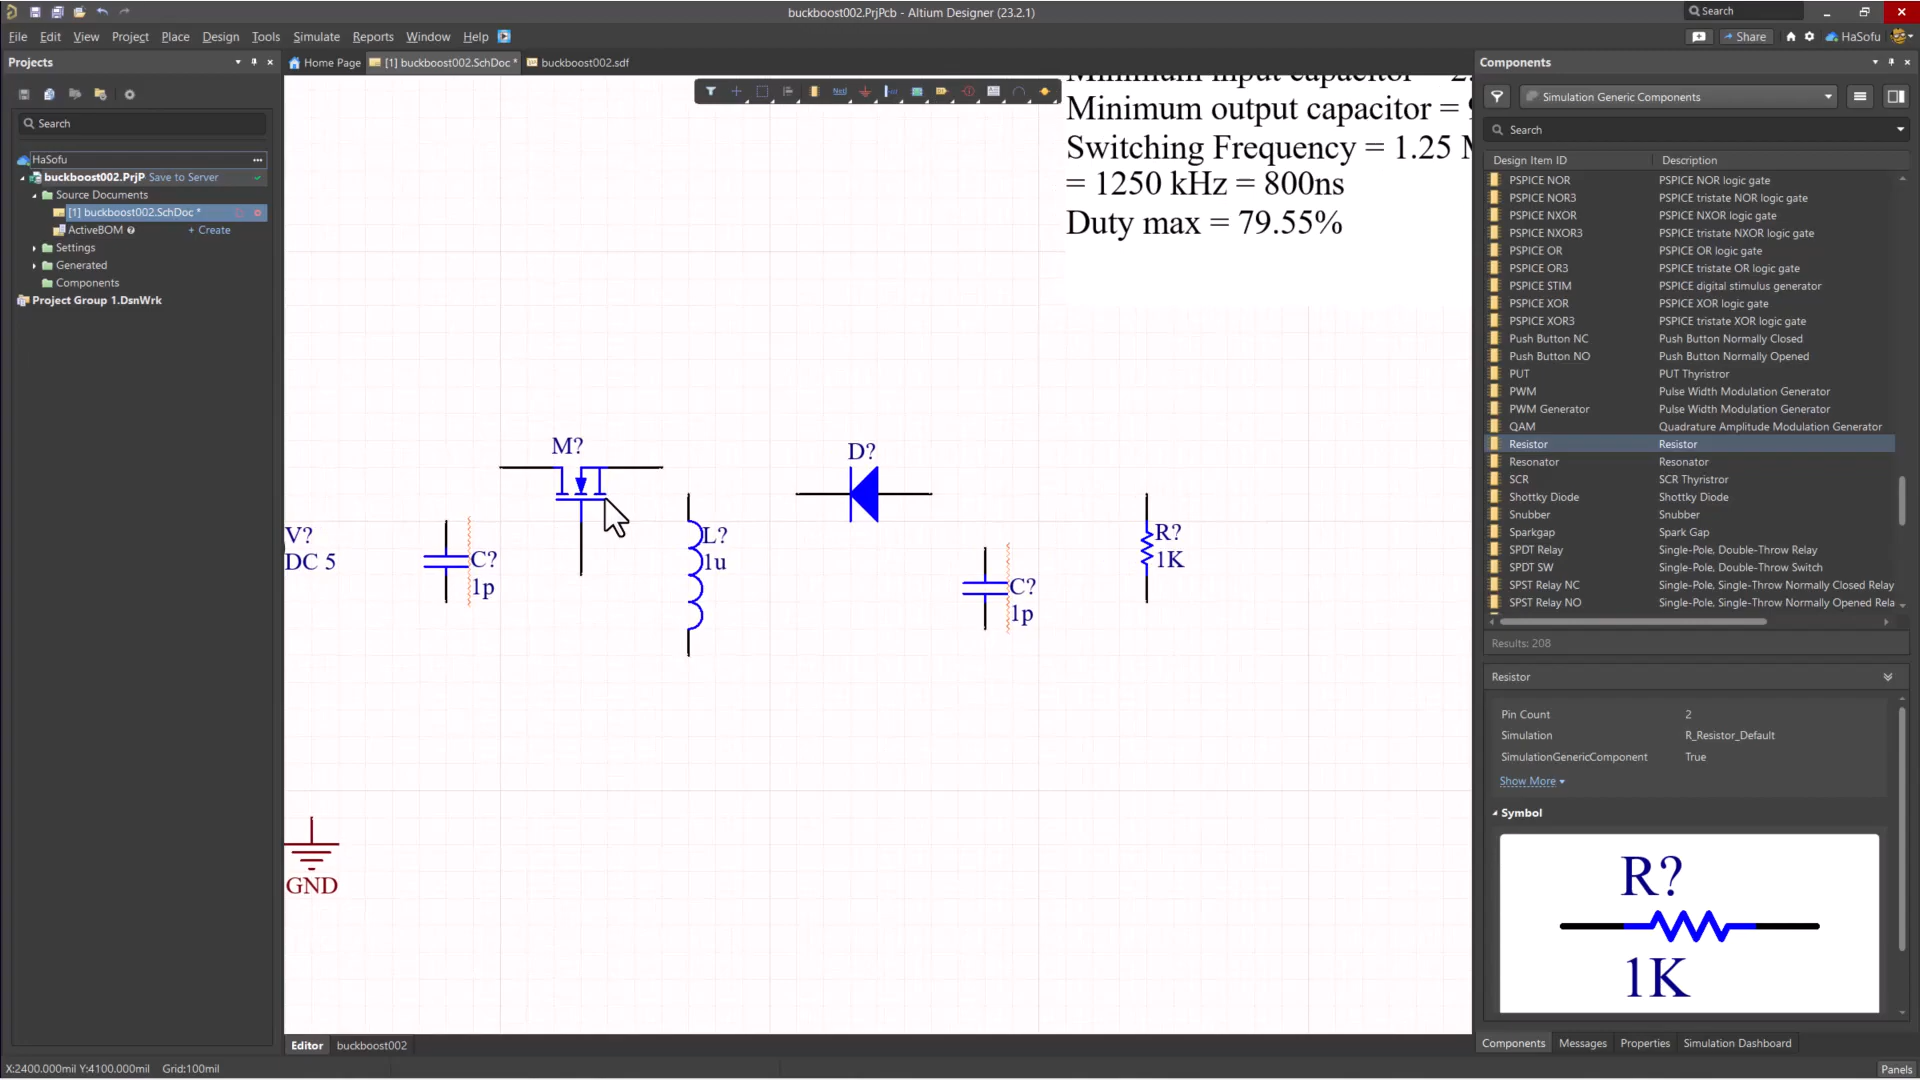 buckboost002.PrjPcb - Altium Designer (23.2.1)
Search
File Edit View Project Place Design Tools Simulate Reports Window Help
Share
HaSofu
Projects
Home Page
[1] buckboost002.SchDoc *
buckboost002.sdf
Search
HaSofu
buckboost002.PrjP Save to Server
Source Documents
[1] buckboost002.SchDoc *
ActiveBOM + Create
Settings
Generated
Components
Project Group 1.DsnWrk
Minimum input capacitor
Minimum output capacitor =
Switching Frequency = 1.25
= 1250 kHz = 800ns
Duty max = 79.55%
M?
D?
V?
DC 5
C?
1p
L?
1u
C?
1p
R?
1K
GND
Editor
buckboost002
X:2400.000mil Y:4100.000mil Grid:100mil
Components
Simulation Generic Components
Search
Design Item ID Description
PSPICE NOR PSPICE NOR logic gate
PSPICE NOR3 PSPICE tristate NOR logic gate
PSPICE NXOR PSPICE NXOR logic gate
PSPICE NXOR3 PSPICE tristate NXOR logic gate
PSPICE OR PSPICE OR logic gate
PSPICE OR3 PSPICE tristate OR logic gate
PSPICE STIM PSPICE digital stimulus generator
PSPICE XOR PSPICE XOR logic gate
PSPICE XOR3 PSPICE tristate XOR logic gate
Push Button NC Push Button Normally Closed
Push Button NO Push Button Normally Opened
PUT PUT Thyristror
PWM Pulse Width Modulation Generator
PWM Generator Pulse Width Modulation Generator
QAM Quadrature Amplitude Modulation Generator
Resistor Resistor
Resonator Resonator
SCR SCR Thyristror
Shottky Diode Shottky Diode
Snubber Snubber
Sparkgap Spark Gap
SPDT Relay Single-Pole, Double-Throw Relay
SPDT SW Single-Pole, Double-Throw Switch
SPST Relay NC Single-Pole, Single-Throw Normally Closed Relay
SPST Relay NO Single-Pole, Single-Throw Normally Opened Rela
Results: 208
Resistor
Pin Count 2
Simulation R_Resistor_Default
SimulationGenericComponent True
Show More
Symbol
R?
1K
Components Messages Properties Simulation Dashboard
Panels